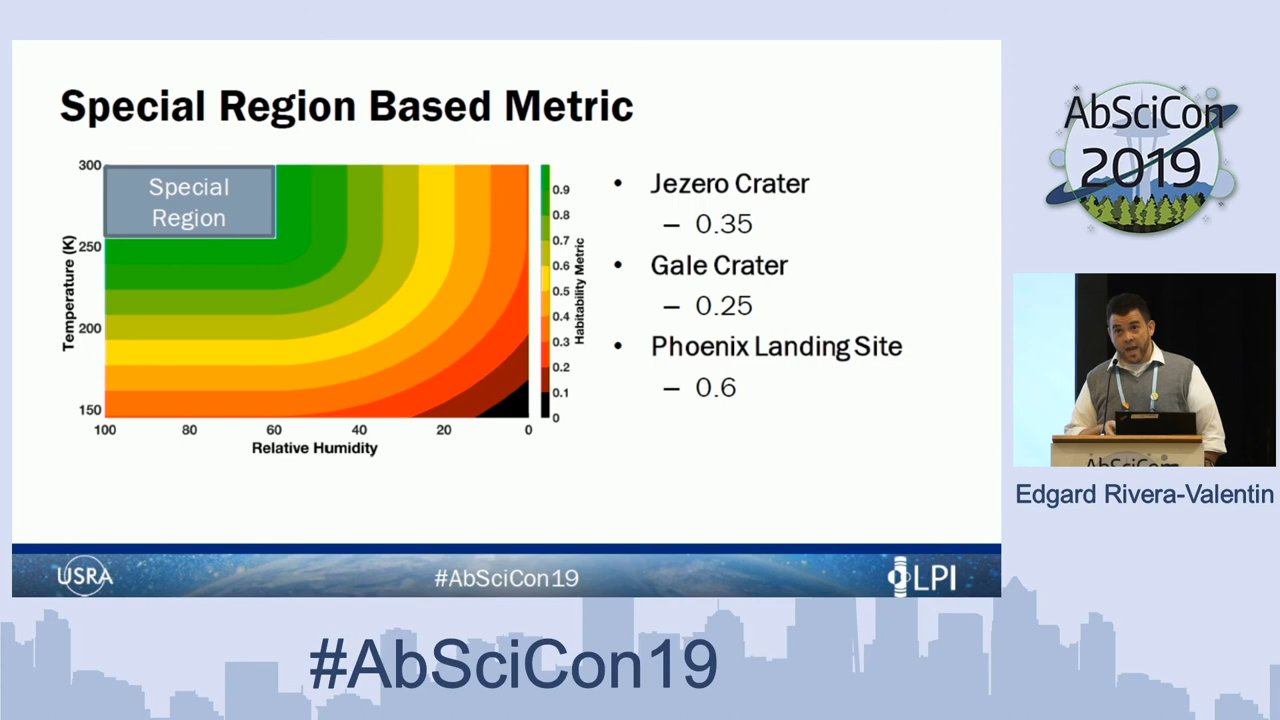 Special Region Based Metric
300
250
200
150
Temperature (K)
Special
Region
100
80
60
40
20
0
Relative Humidity
0.9
0.8
0.7
0.6
0.5
0.4
0.3
0.2
0.1
0
Habitability Metric
• Jezero Crater
– 0.35
• Gale Crater
– 0.25
• Phoenix Landing Site
– 0.6
USRA
#AbSciCon19
LPI
AbSciCon
2019
AbSciCon
Edgard Rivera-Valentin
#AbSciCon19